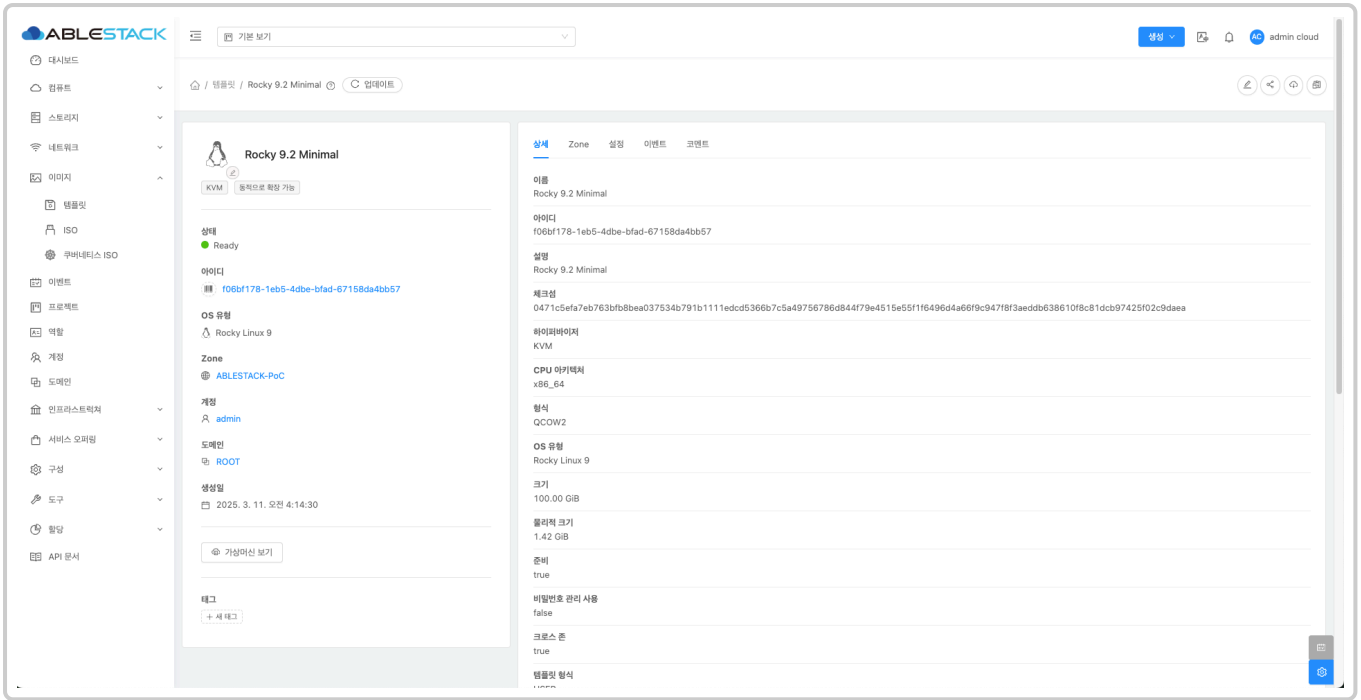 ABLESTACK
기본 보기
생성
AC
admin cloud
대시보드
컴퓨트
스토리지
네트워크
이미지
템플릿
ISO
쿠버네티스 ISO
이벤트
프로젝트
역할
계정
도메인
인프라스트럭쳐
서비스 오퍼링
구성
도구
할당
API 문서
/ 템플릿 / Rocky 9.2 Minimal
업데이트
Rocky 9.2 Minimal
KVM
동적으로 확장 가능
상태
Ready
아이디
f06bf178-1eb5-4dbe-bfad-67158da4bb57
OS 유형
Rocky Linux 9
Zone
ABLESTACK-PoC
계정
admin
도메인
ROOT
생성일
2025. 3. 11. 오전 4:14:30
가상머신 보기
태그
+ 새 태그
상세 Zone 설정 이벤트 코멘트
이름
Rocky 9.2 Minimal
아이디
f06bf178-1eb5-4dbe-bfad-67158da4bb57
설명
Rocky 9.2 Minimal
체크섬
0471c5efa7eb763bfb8bea037534b791b1111edcd5366b7c5a49756786d844f79e4515e55f1f6496d4a66f9c947f8f3aeddb638610f8c81dcb97425f02c9daea
하이퍼바이저
KVM
CPU 아키텍처
x86_64
형식
QCOW2
OS 유형
Rocky Linux 9
크기
100.00 GiB
물리적 크기
1.42 GiB
준비
true
비밀번호 관리 사용
false
크로스 존
true
템플릿 형식
USER